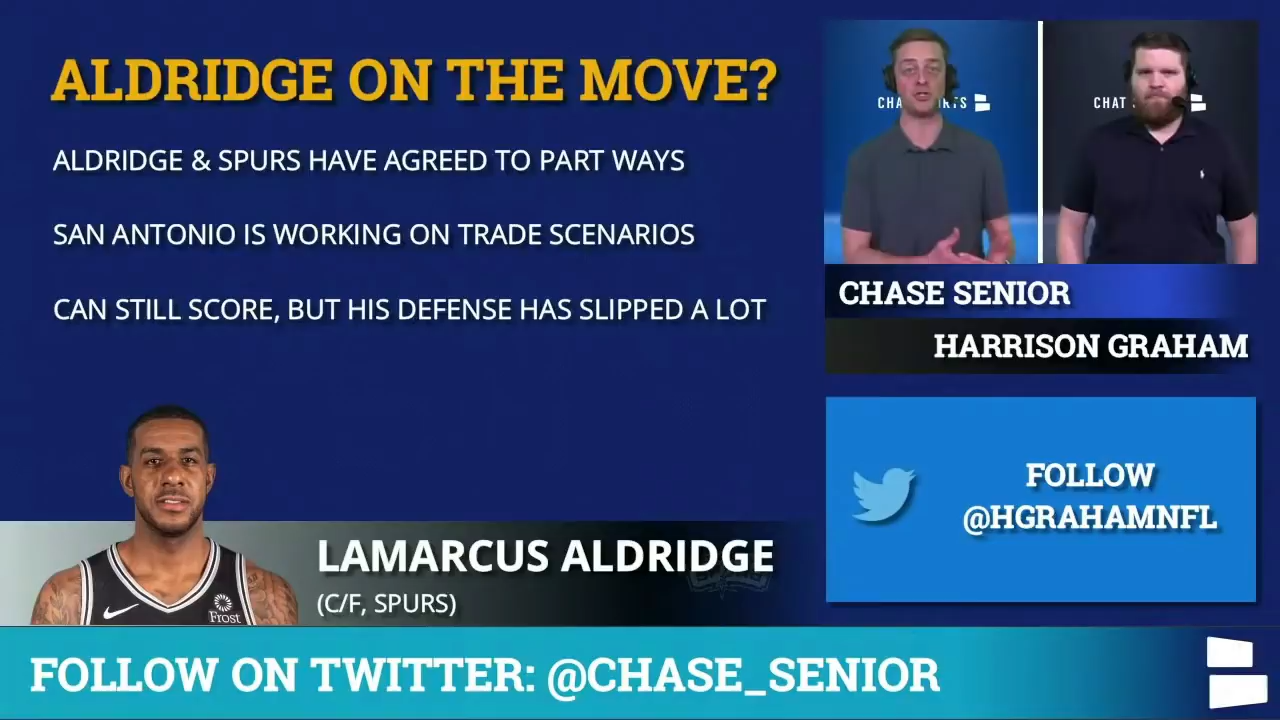 ALDRIDGE ON THE MOVE?
ALDRIDGE & SPURS HAVE AGREED TO PART WAYS
SAN ANTONIO IS WORKING ON TRADE SCENARIOS
CAN STILL SCORE, BUT HIS DEFENSE HAS SLIPPED A LOT
CHASE SENIOR
HARRISON GRAHAM
FOLLOW
@HGRAHAMNFL
LAMARCUS ALDRIDGE
(C/F, SPURS)
Frost
FOLLOW ON TWITTER: @CHASE_SENIOR